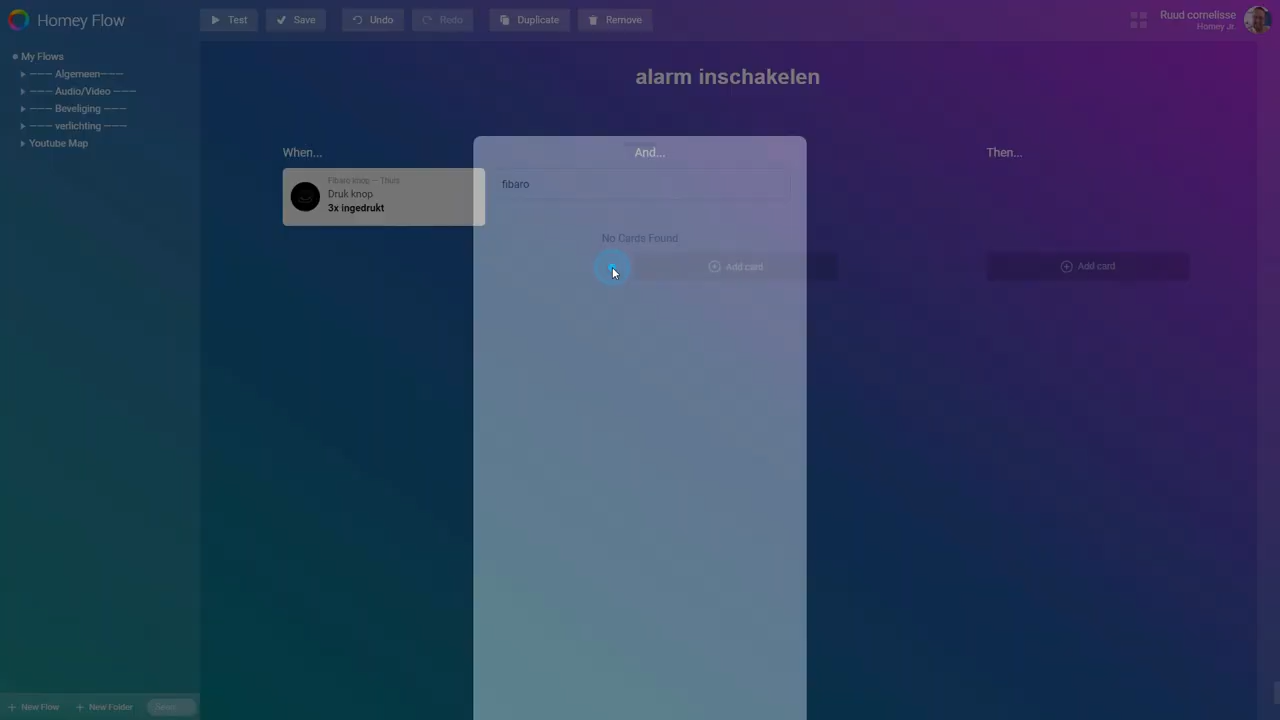 Homey Flow
Test
Save
Undo
Redo
Duplicate
Remove
Ruud cornelisse
Homey Jr.
My Flows
——— Algemeen———
——— Audio/Video ———
——— Beveliging ———
——— verlichting ———
Youtube Map
alarm inschakelen
When...
And...
Then...
Fibaro knop — Thuis
Druk knop
3x ingedrukt
fibaro
No Cards Found
Add card
Add card
New Flow
New Folder